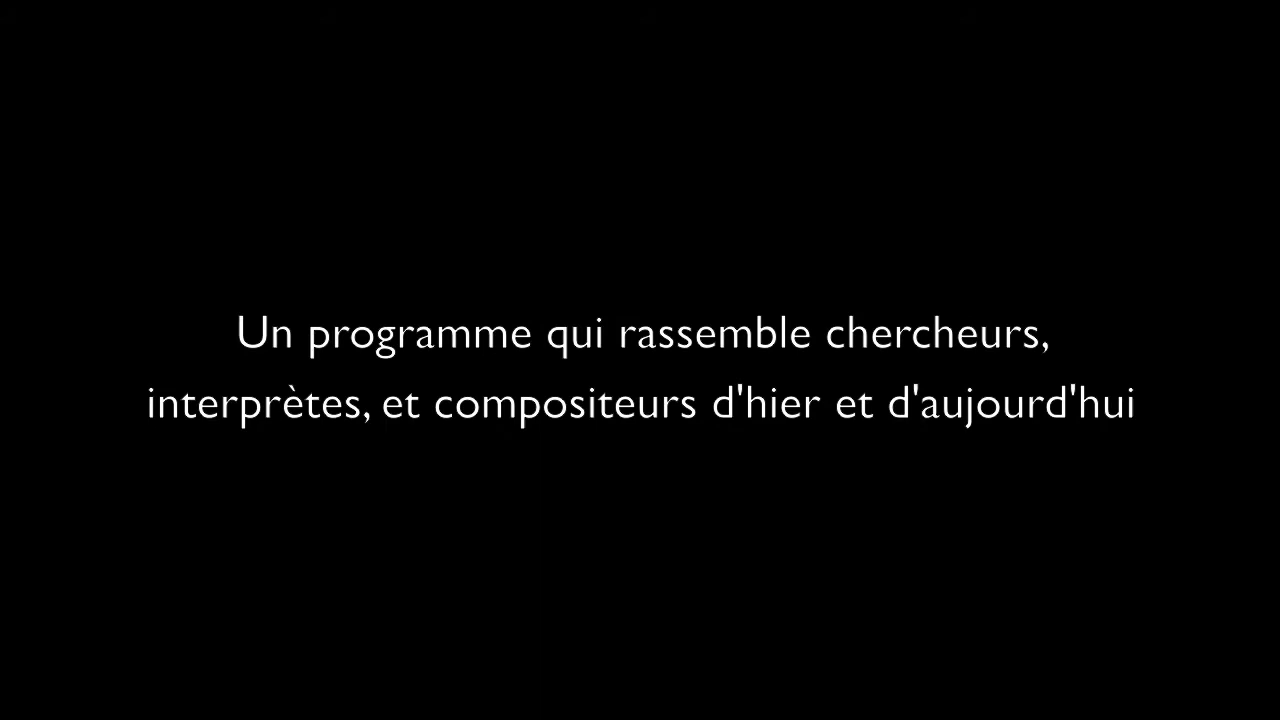 Un programme qui rassemble chercheurs,
interprètes, et compositeurs d'hier et d'aujourd'hui